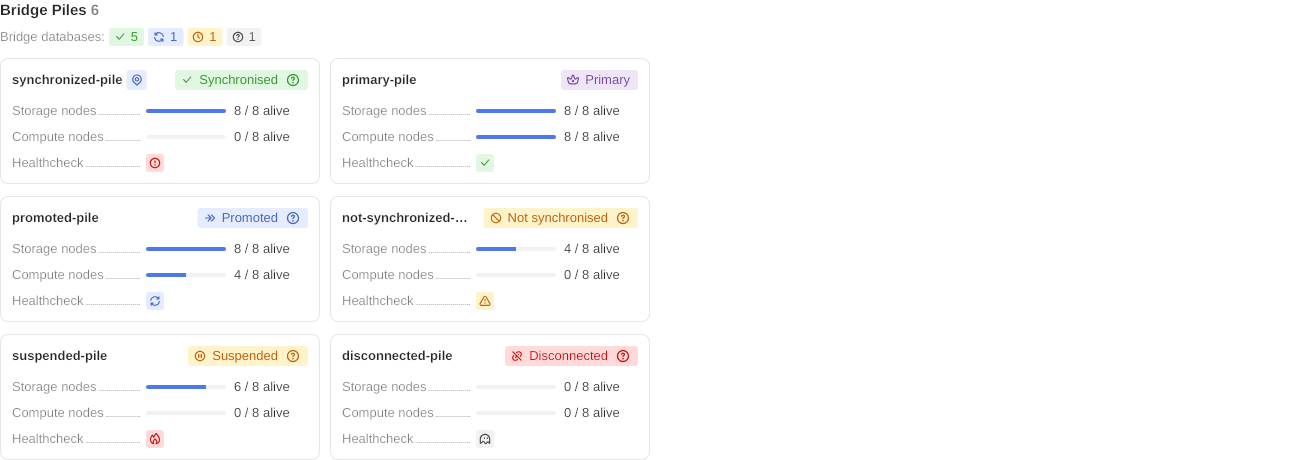 Bridge Piles 6
Bridge databases: 5 1 1 1
synchronized-pile Synchronised
Storage nodes 8 / 8 alive
Compute nodes 0 / 8 alive
Healthcheck
primary-pile Primary
Storage nodes 8 / 8 alive
Compute nodes 8 / 8 alive
Healthcheck
promoted-pile Promoted
Storage nodes 8 / 8 alive
Compute nodes 4 / 8 alive
Healthcheck
not-synchronized-... Not synchronised
Storage nodes 4 / 8 alive
Compute nodes 0 / 8 alive
Healthcheck
suspended-pile Suspended
Storage nodes 6 / 8 alive
Compute nodes 0 / 8 alive
Healthcheck
disconnected-pile Disconnected
Storage nodes 0 / 8 alive
Compute nodes 0 / 8 alive
Healthcheck